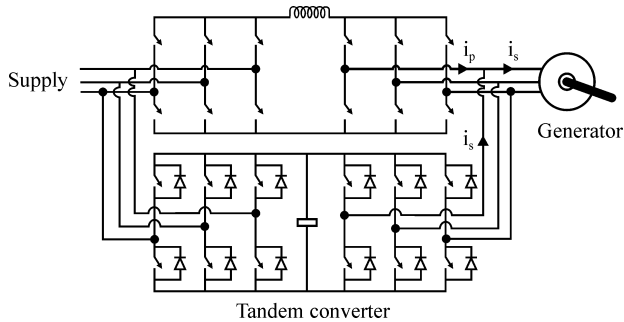 i_p
i_s
Supply
Generator
i_s
Tandem converter